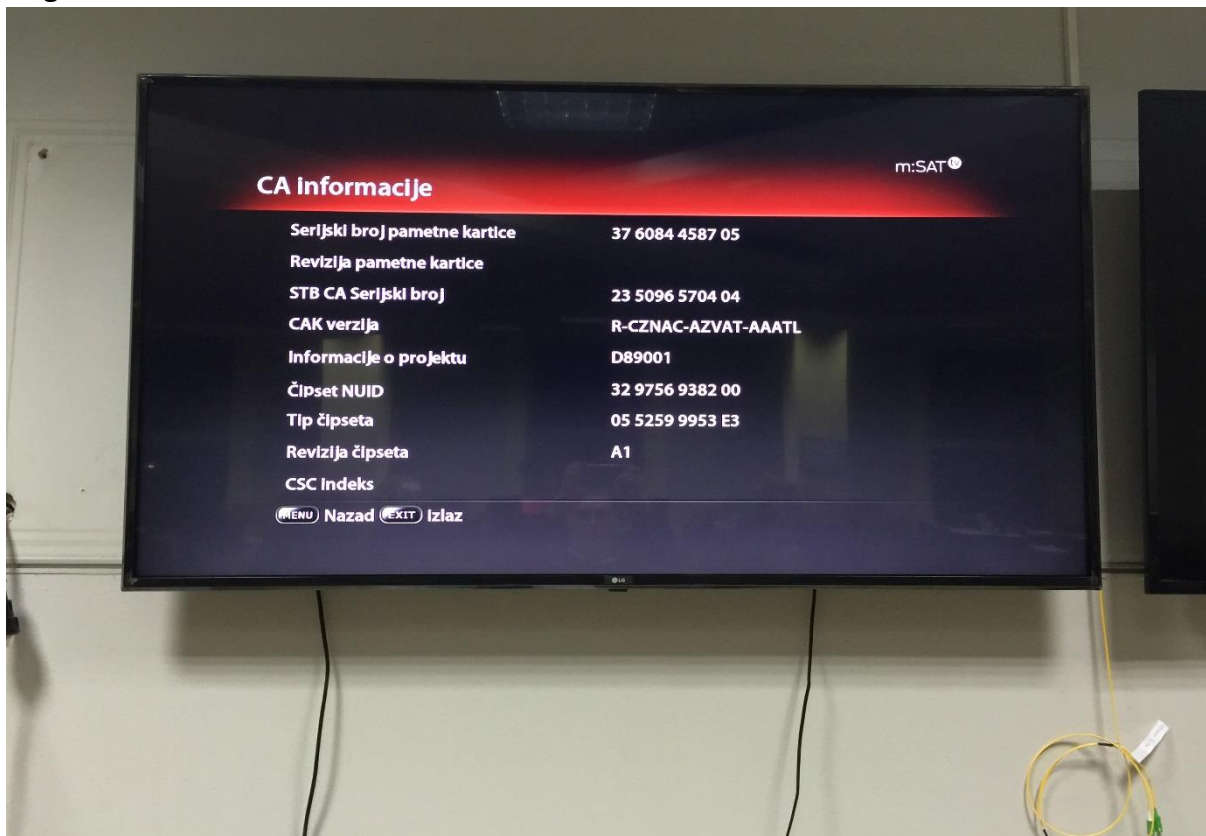 m:SAT tv
CA informacije
Serijski broj pametne kartice 37 6084 4587 05
Revizija pametne kartice
STB CA Serijski broj 23 5096 5704 04
CAK verzija R-CZNAC-AZVAT-AAATL
Informacije o projektu D89001
Čipset NUID 32 9756 9382 00
Tip čipseta 05 5259 9953 E3
Revizija čipseta A1
CSC Indeks
MENU Nazad EXIT Izlaz
LG